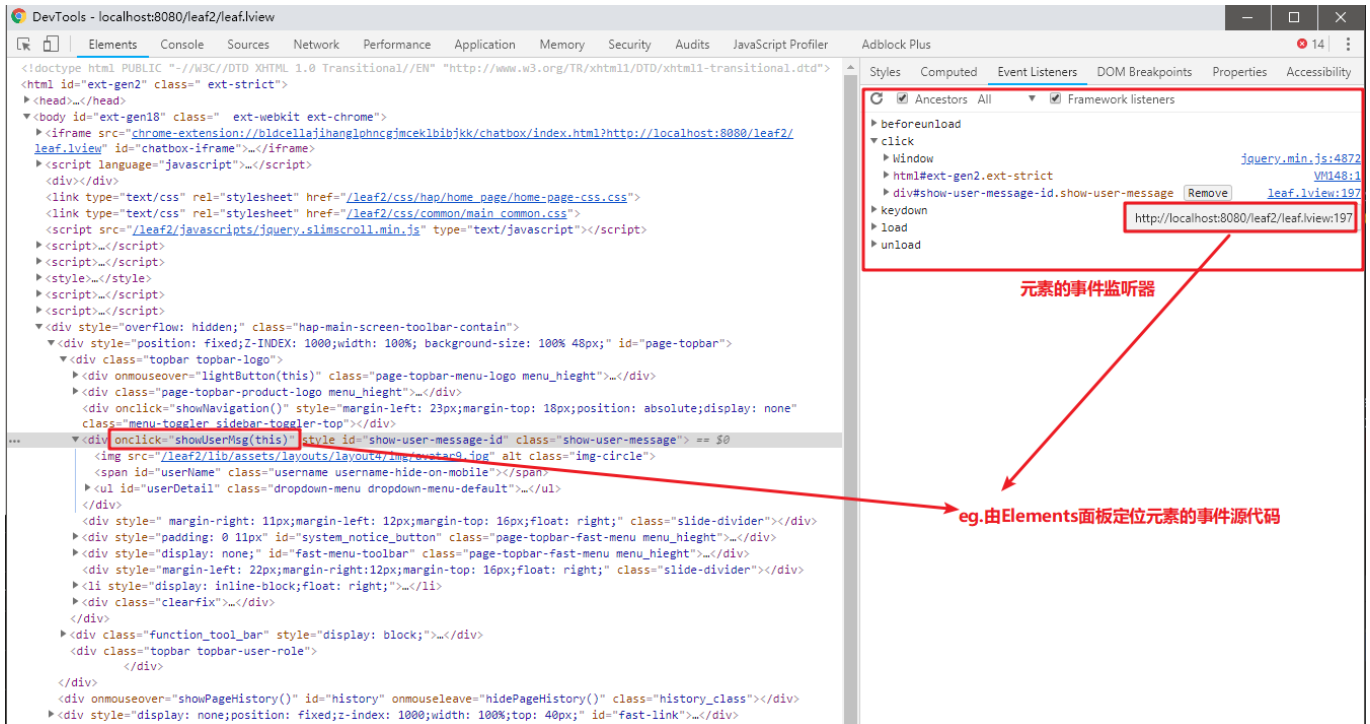 DevTools - localhost:8080/leaf2/leaf.lview
Elements Console Sources Network Performance Application Memory Security Audits JavaScript Profiler Adblock Plus 14
<!doctype html PUBLIC "-//W3C//DTD XHTML 1.0 Transitional//EN" "http://www.w3.org/TR/xhtml1/DTD/xhtml1-transitional.dtd">
<html id="ext-gen2" class=" ext-strict">
<head>…</head>
<body id="ext-gen18" class="  ext-webkit ext-chrome">
<iframe src="chrome-extension://bldcellajihanglphncgjmceklbibjkk/chatbox/index.html?http://localhost:8080/leaf2/
leaf.lview" id="chatbox-iframe">…</iframe>
<script language="javascript">…</script>
<div></div>
<link type="text/css" rel="stylesheet" href="/leaf2/css/hap/home_page/home-page-css.css">
<link type="text/css" rel="stylesheet" href="/leaf2/css/common/main_common.css">
<script src="/leaf2/javascripts/jquery.slimscroll.min.js" type="text/javascript"></script>
<script>…</script>
<script>…</script>
<style>…</style>
<script>…</script>
<script>…</script>
<div style="overflow: hidden;" class="hap-main-screen-toolbar-contain">
<div style="position: fixed;Z-INDEX: 1000;width: 100%; background-size: 100% 48px;" id="page-topbar">
<div class="topbar topbar-logo">
<div onmouseover="lightButton(this)" class="page-topbar-menu-logo menu_hieght">…</div>
<div class="page-topbar-product-logo menu_hieght">…</div>
<div onclick="showNavigation()" style="margin-left: 23px;margin-top: 18px;position: absolute;display: none"
class="menu-toggler sidebar-toggler-top"></div>
… <div onclick="showUserMsg(this)" style id="show-user-message-id" class="show-user-message"> == $0
<img src="/leaf2/lib/assets/layouts/layout4/img/avatar9.jpg" alt class="img-circle">
<span id="userName" class="username username-hide-on-mobile"></span>
<ul id="userDetail" class="dropdown-menu dropdown-menu-default">…</ul>
</div>
<div style=" margin-right: 11px;margin-left: 12px;margin-top: 16px;float: right;" class="slide-divider"></div>
<div style="padding: 0 11px" id="system_notice_button" class="page-topbar-fast-menu menu_hieght">…</div>
<div style="display: none;" id="fast-menu-toolbar" class="page-topbar-fast-menu menu_hieght">…</div>
<div style="margin-left: 22px;margin-right:12px;margin-top: 16px;float: right;" class="slide-divider"></div>
<li style="display: inline-block;float: right;">…</li>
<div class="clearfix">…</div>
</div>
<div class="function_tool_bar" style="display: block;">…</div>
<div class="topbar topbar-user-role">
</div>
</div>
<div onmouseover="showPageHistory()" id="history" onmouseleave="hidePageHistory()" class="history_class"></div>
<div style="display: none;position: fixed;z-index: 1000;width: 100%;top: 40px;" id="fast-link">…</div>
Styles Computed Event Listeners DOM Breakpoints Properties Accessibility
Ancestors All Framework listeners
beforeunload
click
Window jquery.min.js:4872
html#ext-gen2.ext-strict VM148:1
div#show-user-message-id.show-user-message Remove leaf.lview:197
keydown
http://localhost:8080/leaf2/leaf.lview:197
load
unload
元素的事件监听器
eg.由Elements面板定位元素的事件源代码